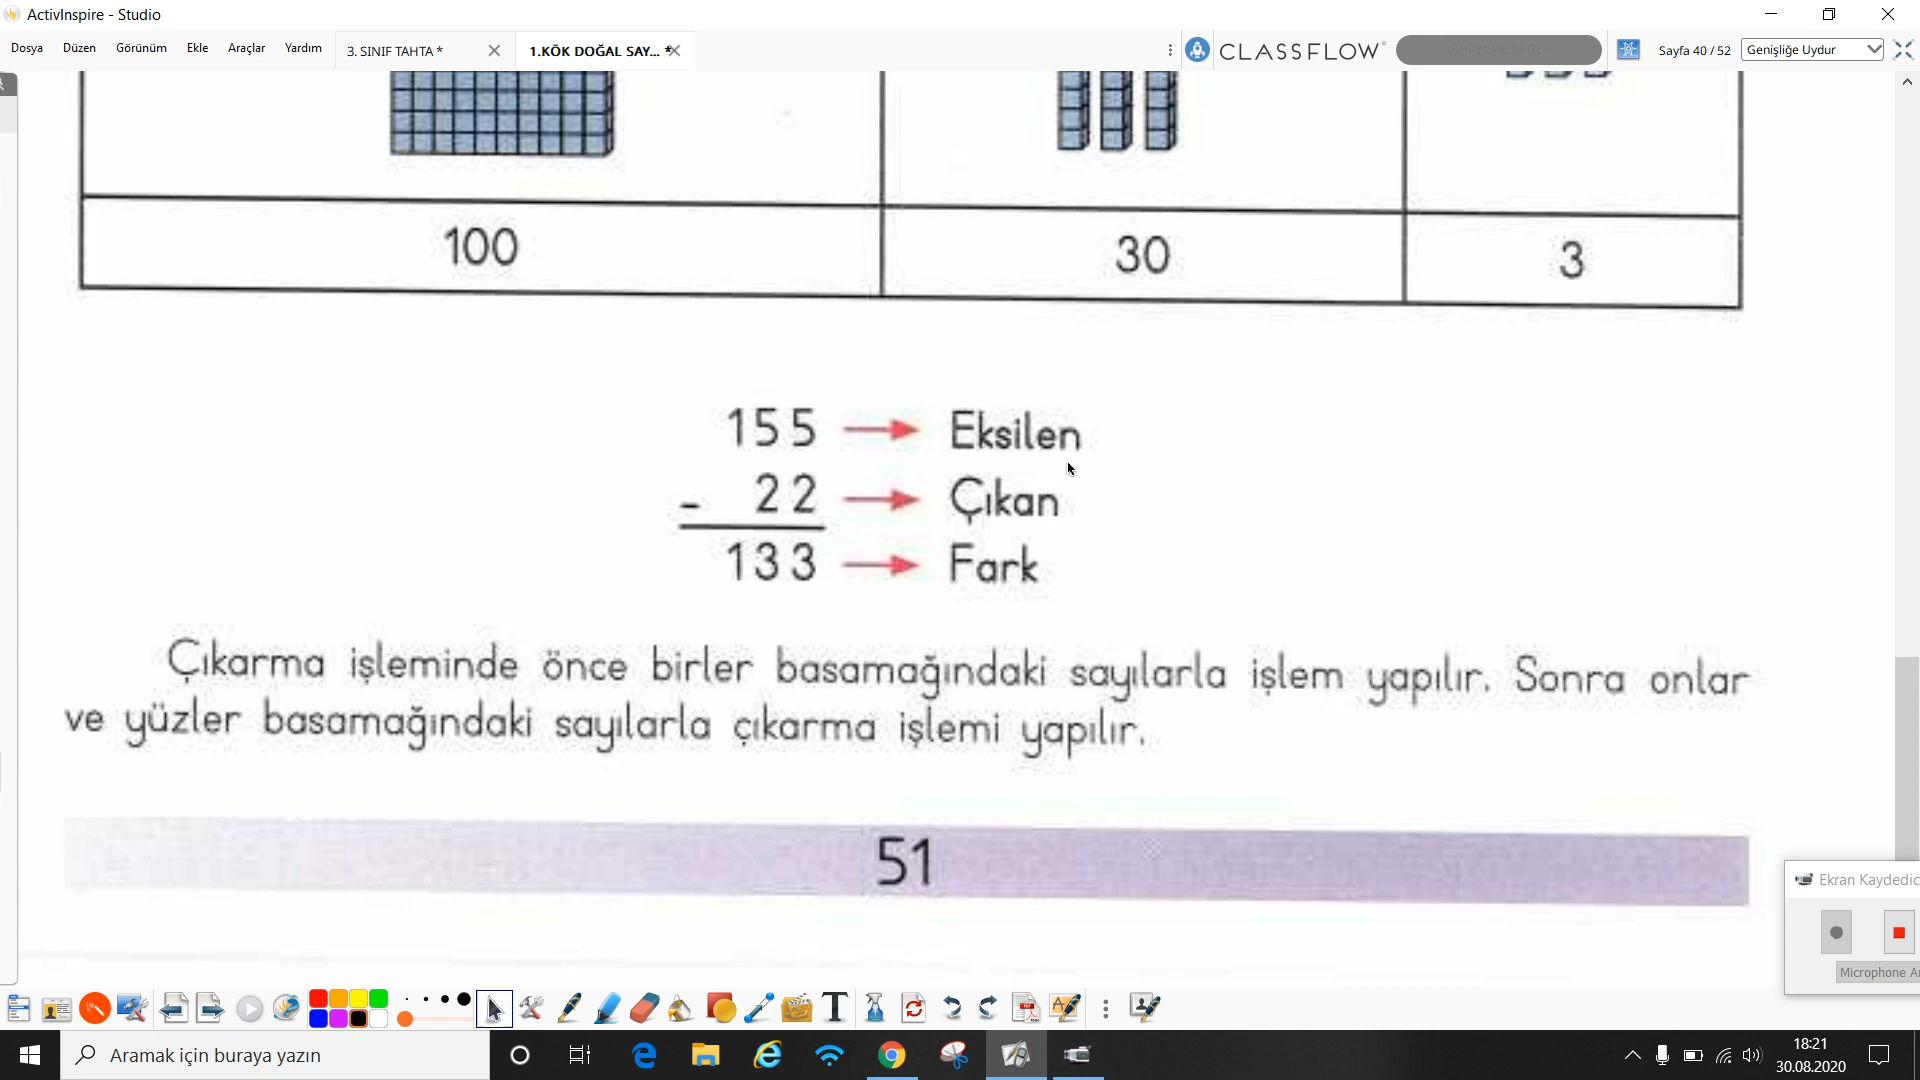 ActivInspire - Studio
Dosya Düzen Görünüm Ekle Araçlar Yardım
3. SINIF TAHTA *
1.KÖK DOĞAL SAY... *
CLASSFLOW
Sayfa 40 / 52
Genişliğe Uydur
100 30 3
155 Eksilen
- 22 Çıkan
133 Fark
Çıkarma işleminde önce birler basamağındaki sayılarla işlem yapılır. Sonra onlar
ve yüzler basamağındaki sayılarla çıkarma işlemi yapılır.
51
Ekran Kaydedic
Microphone A
T
Aramak için buraya yazın
18:21
30.08.2020